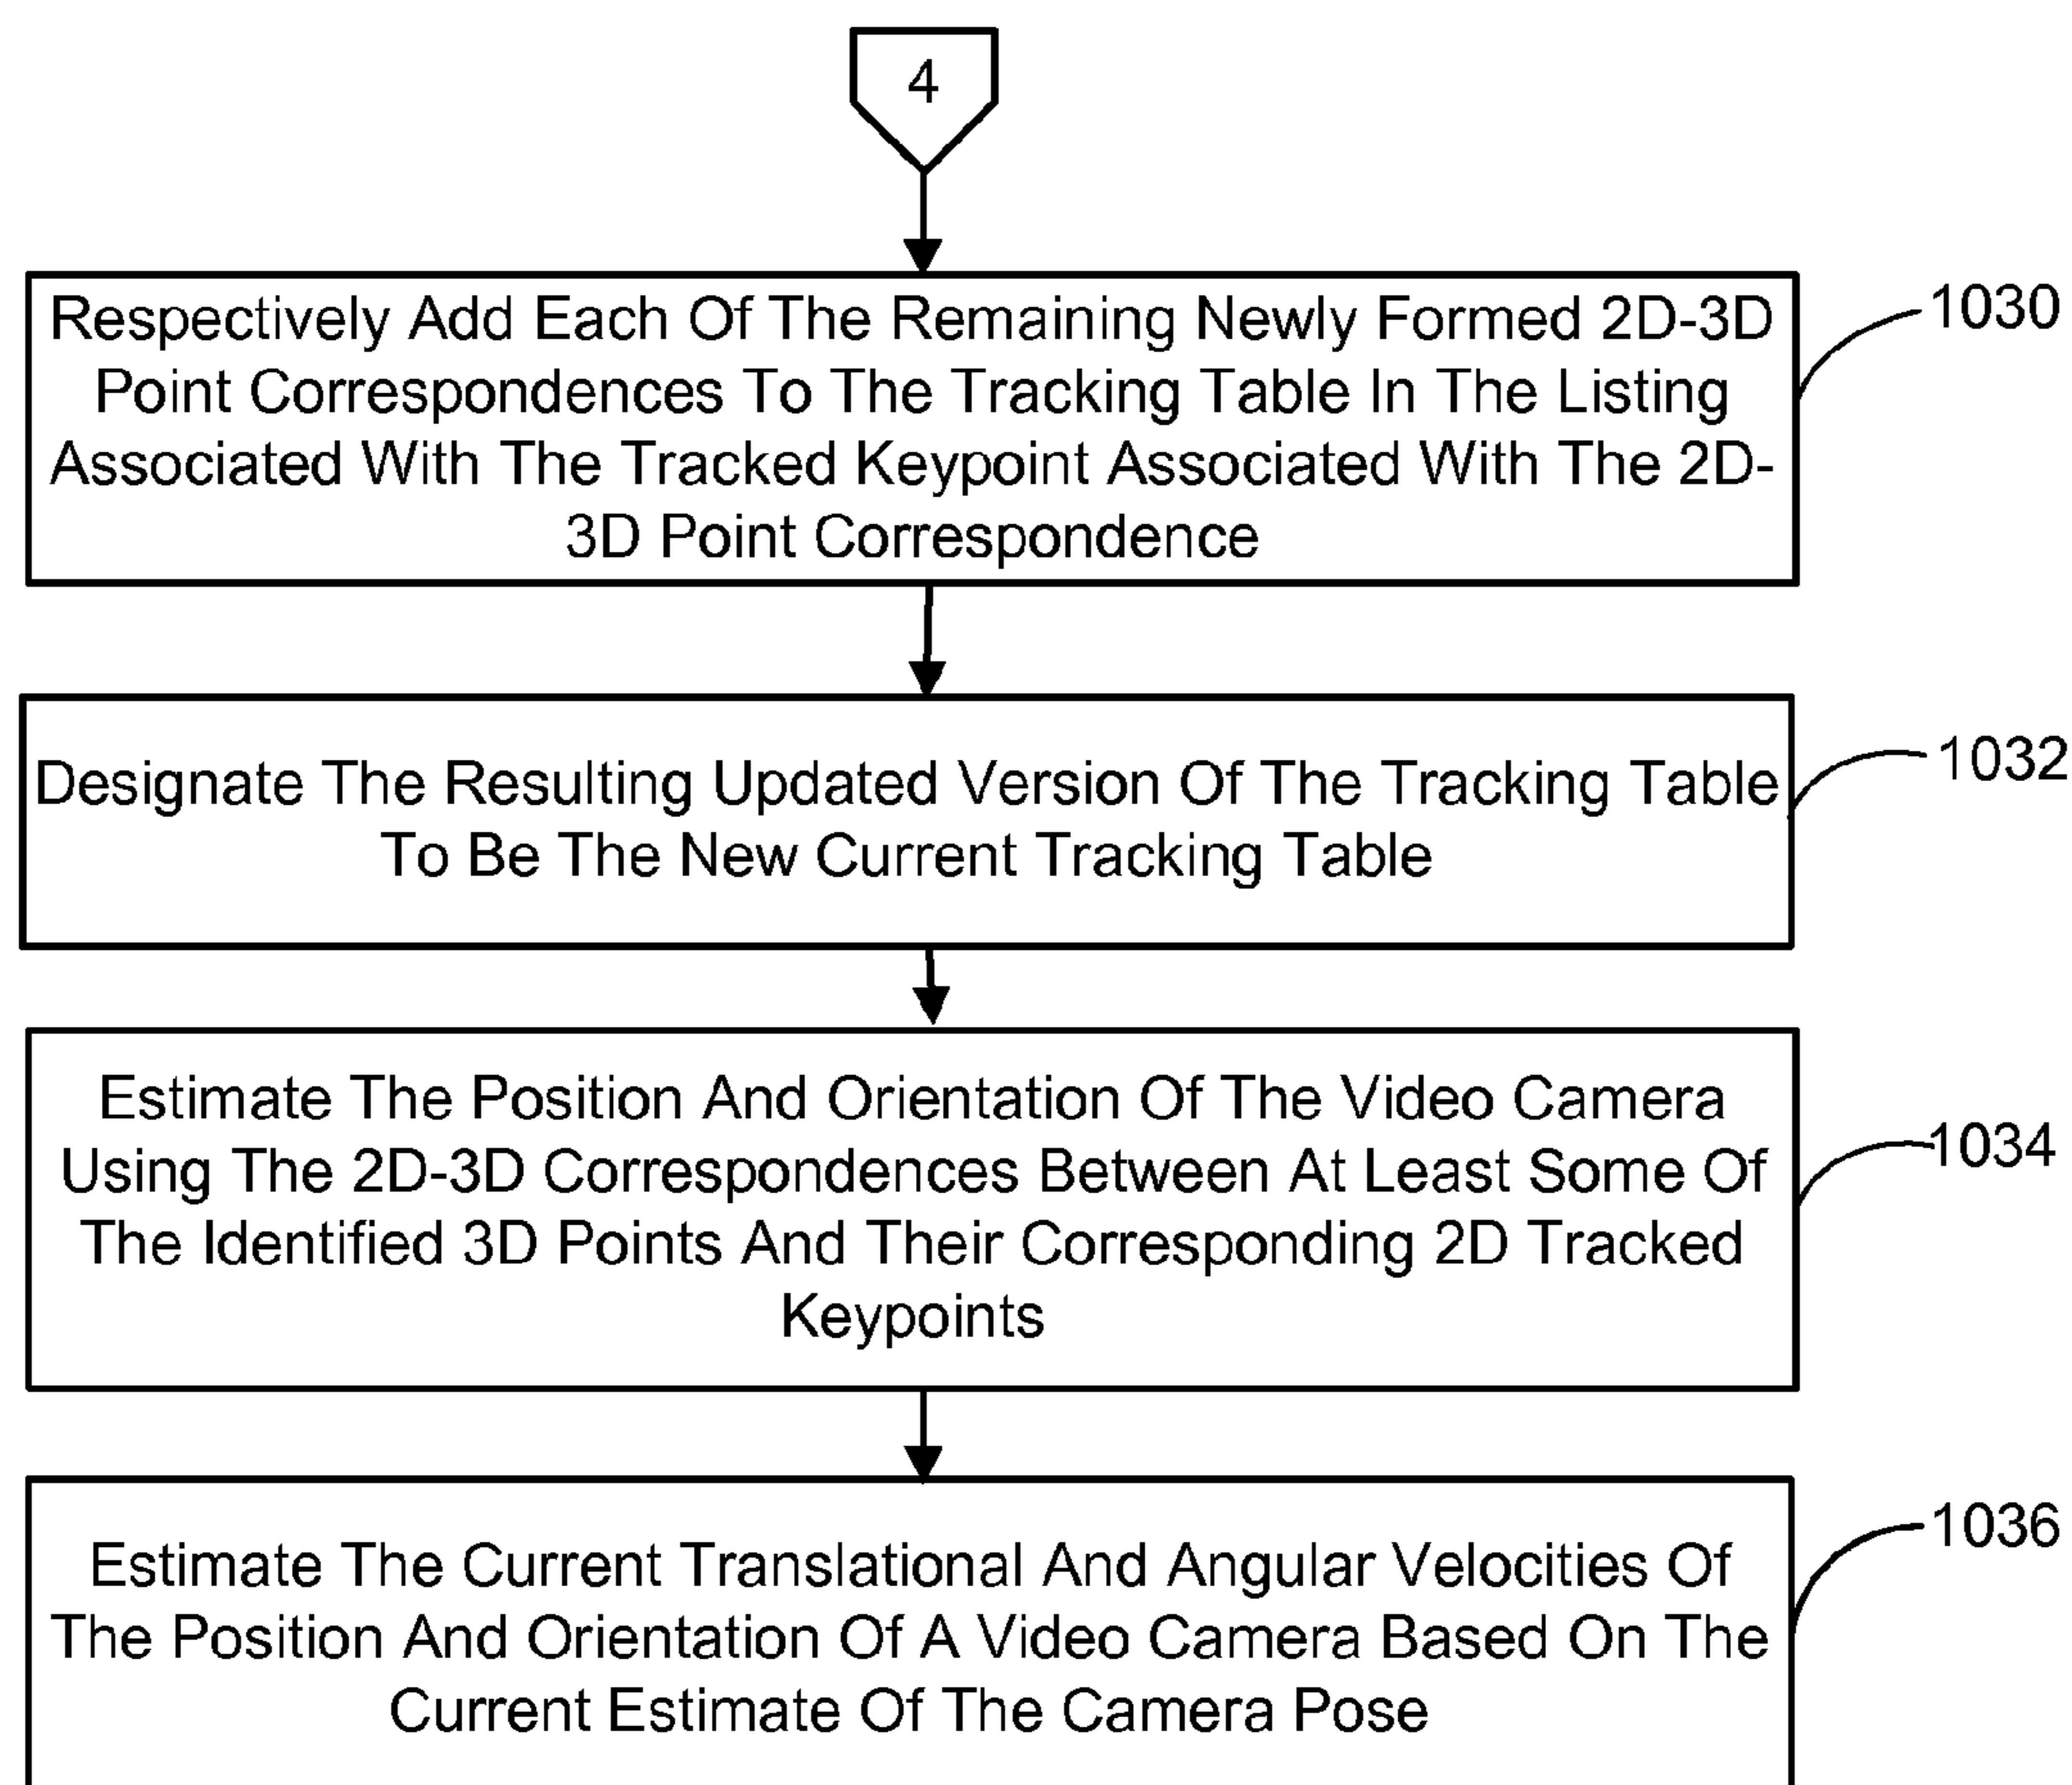 4
Respectively Add Each Of The Remaining Newly Formed 2D-3D
Point Correspondences To The Tracking Table In The Listing
Associated With The Tracked Keypoint Associated With The 2D-
3D Point Correspondence
1030
Designate The Resulting Updated Version Of The Tracking Table
To Be The New Current Tracking Table
1032
Estimate The Position And Orientation Of The Video Camera
Using The 2D-3D Correspondences Between At Least Some Of
The Identified 3D Points And Their Corresponding 2D Tracked
Keypoints
1034
Estimate The Current Translational And Angular Velocities Of
The Position And Orientation Of A Video Camera Based On The
Current Estimate Of The Camera Pose
1036